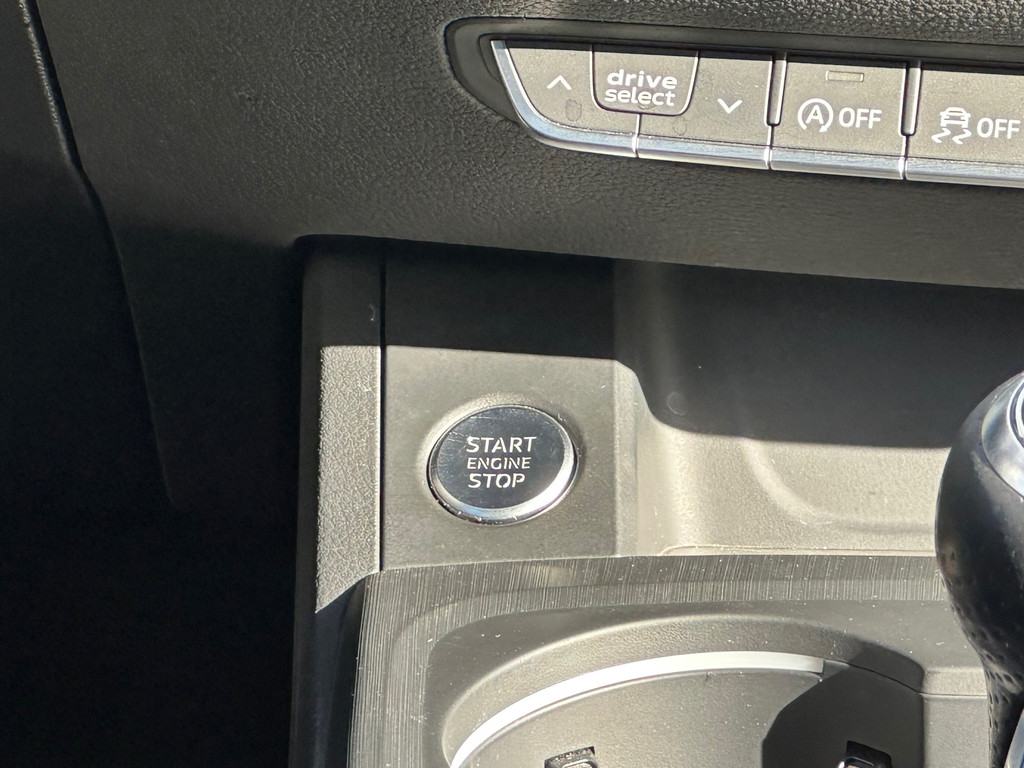 drive
select
A OFF
OFF
START
ENGINE
STOP